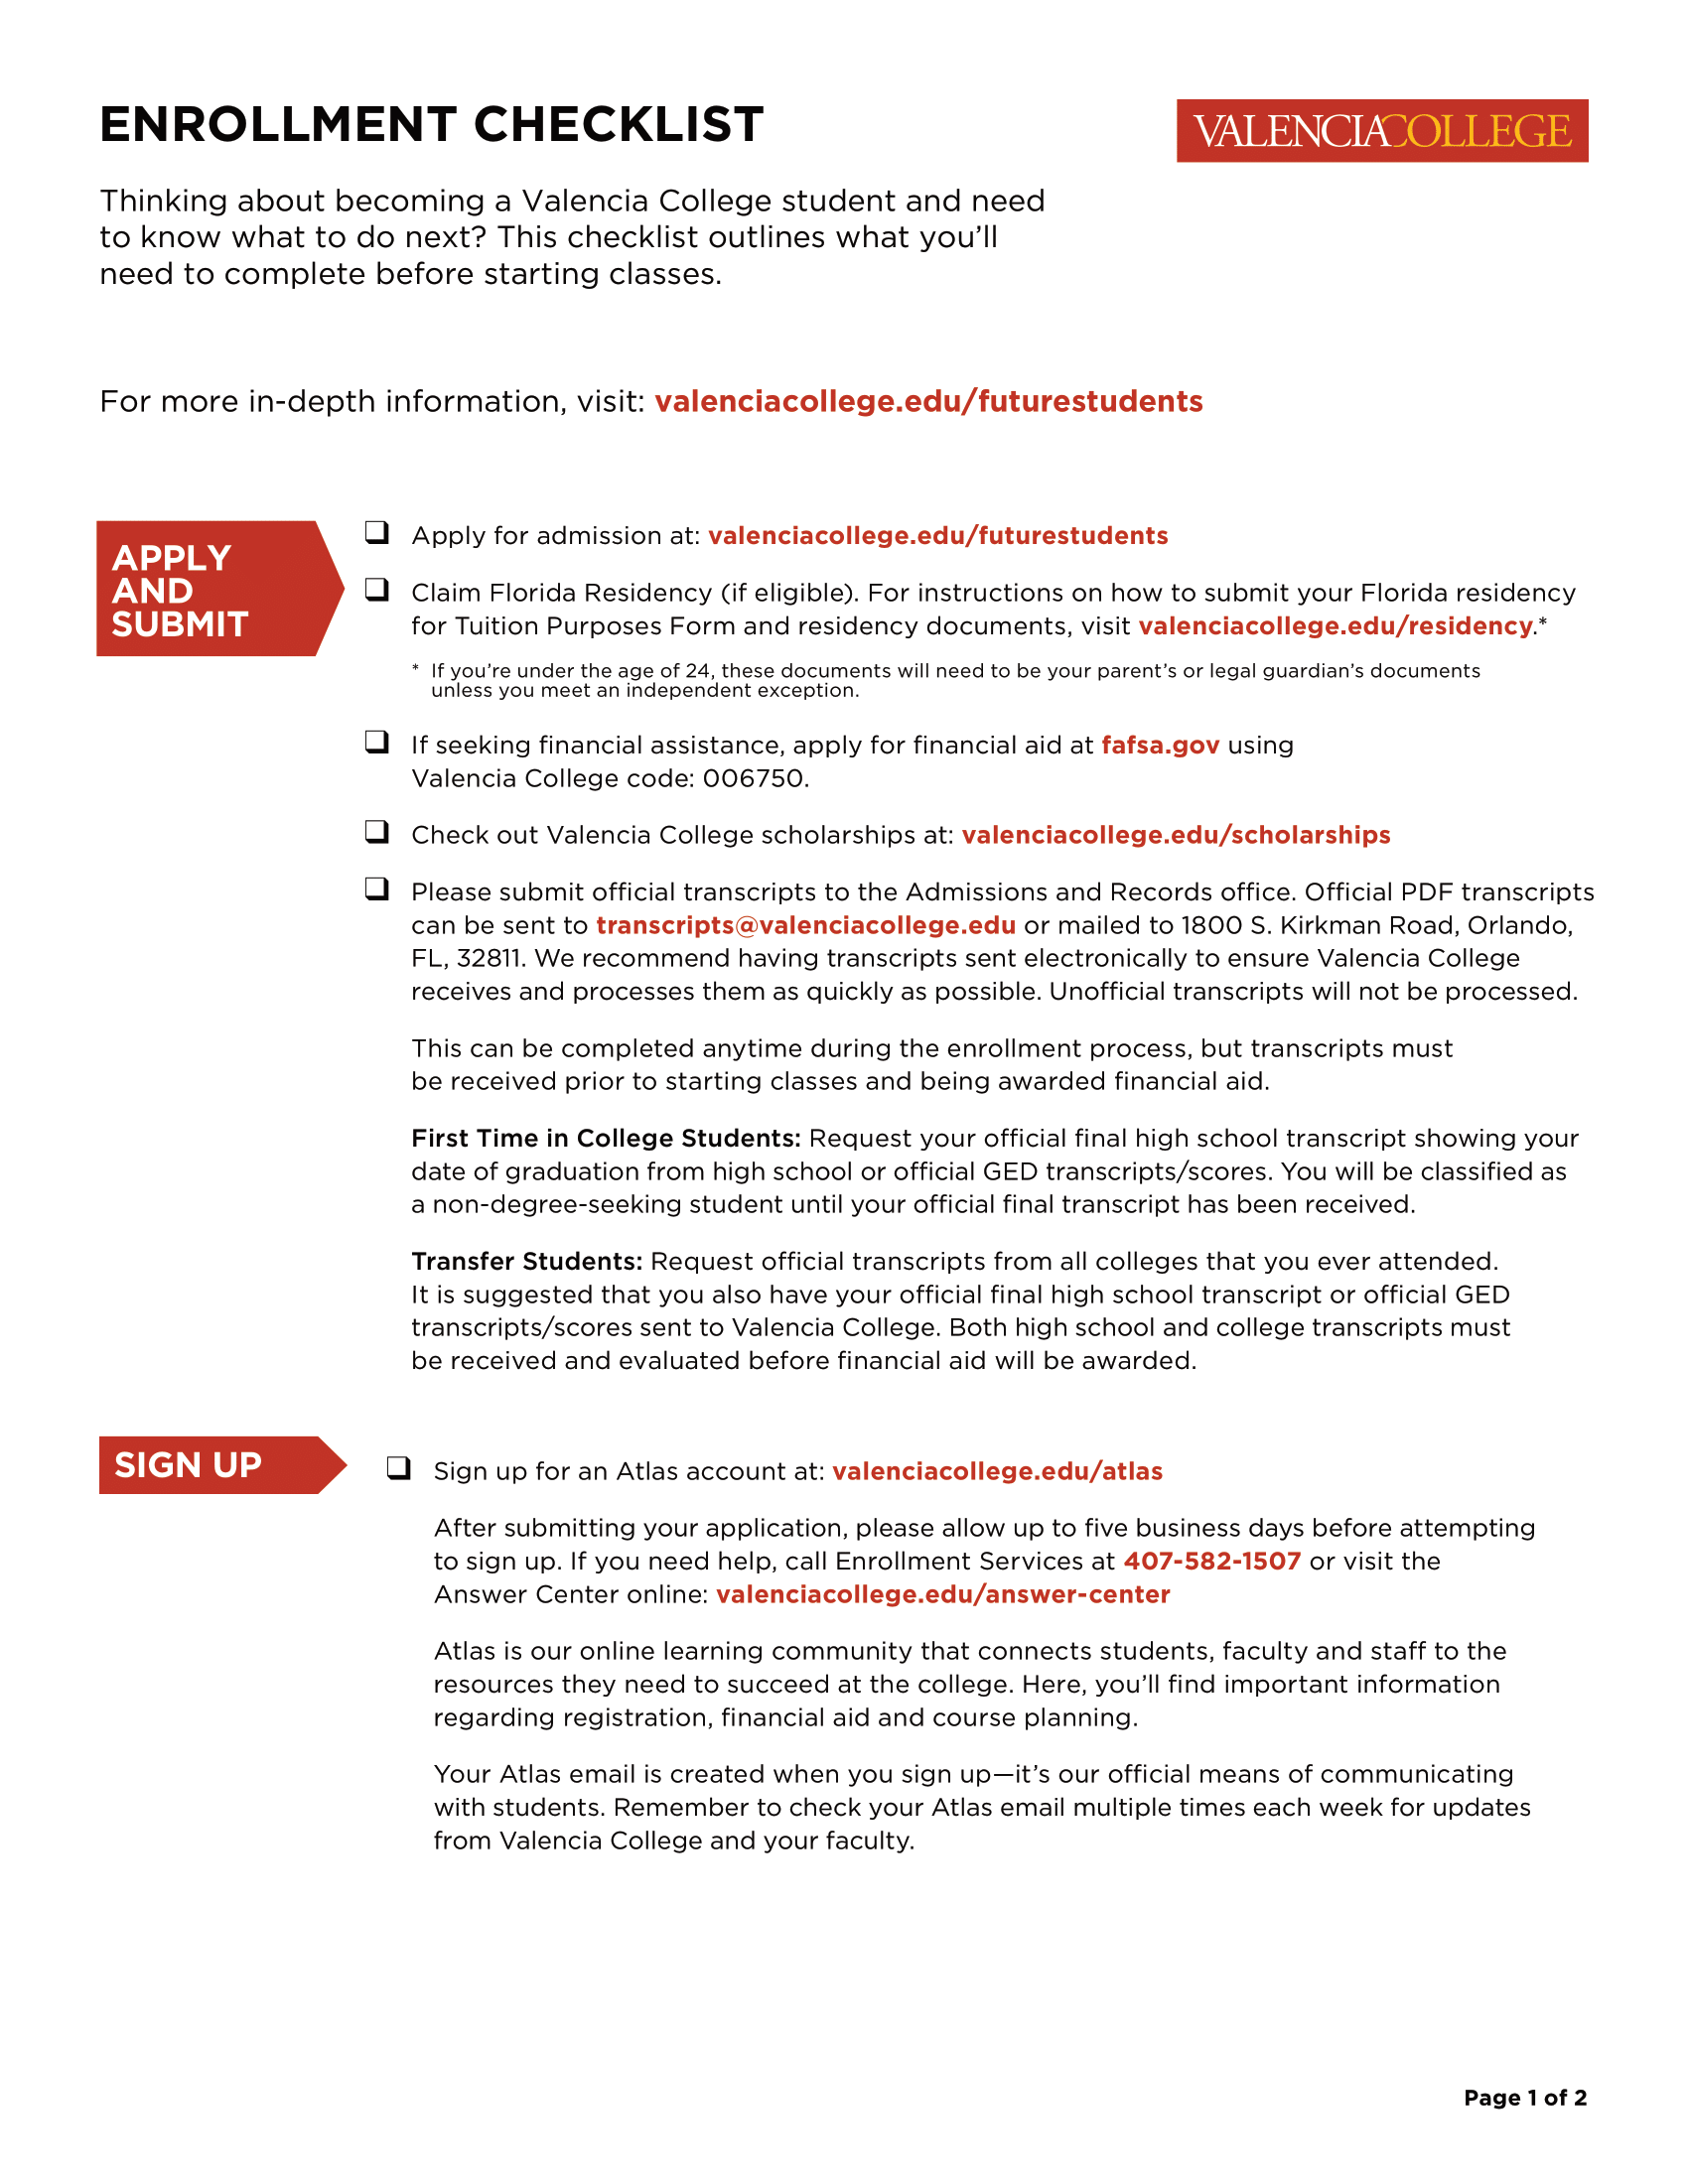 ENROLLMENT CHECKLIST
VALENCIACOLLEGE
Thinking about becoming a Valencia College student and need
to know what to do next? This checklist outlines what you’ll
need to complete before starting classes.
For more in-depth information, visit: valenciacollege.edu/futurestudents
APPLY
AND
SUBMIT
❑ Apply for admission at: valenciacollege.edu/futurestudents
❑ Claim Florida Residency (if eligible). For instructions on how to submit your Florida residency
for Tuition Purposes Form and residency documents, visit valenciacollege.edu/residency.*
* If you’re under the age of 24, these documents will need to be your parent’s or legal guardian’s documents
unless you meet an independent exception.
❑ If seeking financial assistance, apply for financial aid at fafsa.gov using
Valencia College code: 006750.
❑ Check out Valencia College scholarships at: valenciacollege.edu/scholarships
❑ Please submit official transcripts to the Admissions and Records office. Official PDF transcripts
can be sent to transcripts@valenciacollege.edu or mailed to 1800 S. Kirkman Road, Orlando,
FL, 32811. We recommend having transcripts sent electronically to ensure Valencia College
receives and processes them as quickly as possible. Unofficial transcripts will not be processed.
This can be completed anytime during the enrollment process, but transcripts must
be received prior to starting classes and being awarded financial aid.
First Time in College Students: Request your official final high school transcript showing your
date of graduation from high school or official GED transcripts/scores. You will be classified as
a non-degree-seeking student until your official final transcript has been received.
Transfer Students: Request official transcripts from all colleges that you ever attended.
It is suggested that you also have your official final high school transcript or official GED
transcripts/scores sent to Valencia College. Both high school and college transcripts must
be received and evaluated before financial aid will be awarded.
SIGN UP
❑ Sign up for an Atlas account at: valenciacollege.edu/atlas
After submitting your application, please allow up to five business days before attempting
to sign up. If you need help, call Enrollment Services at 407-582-1507 or visit the
Answer Center online: valenciacollege.edu/answer-center
Atlas is our online learning community that connects students, faculty and staff to the
resources they need to succeed at the college. Here, you’ll find important information
regarding registration, financial aid and course planning.
Your Atlas email is created when you sign up—it’s our official means of communicating
with students. Remember to check your Atlas email multiple times each week for updates
from Valencia College and your faculty.
Page 1 of 2